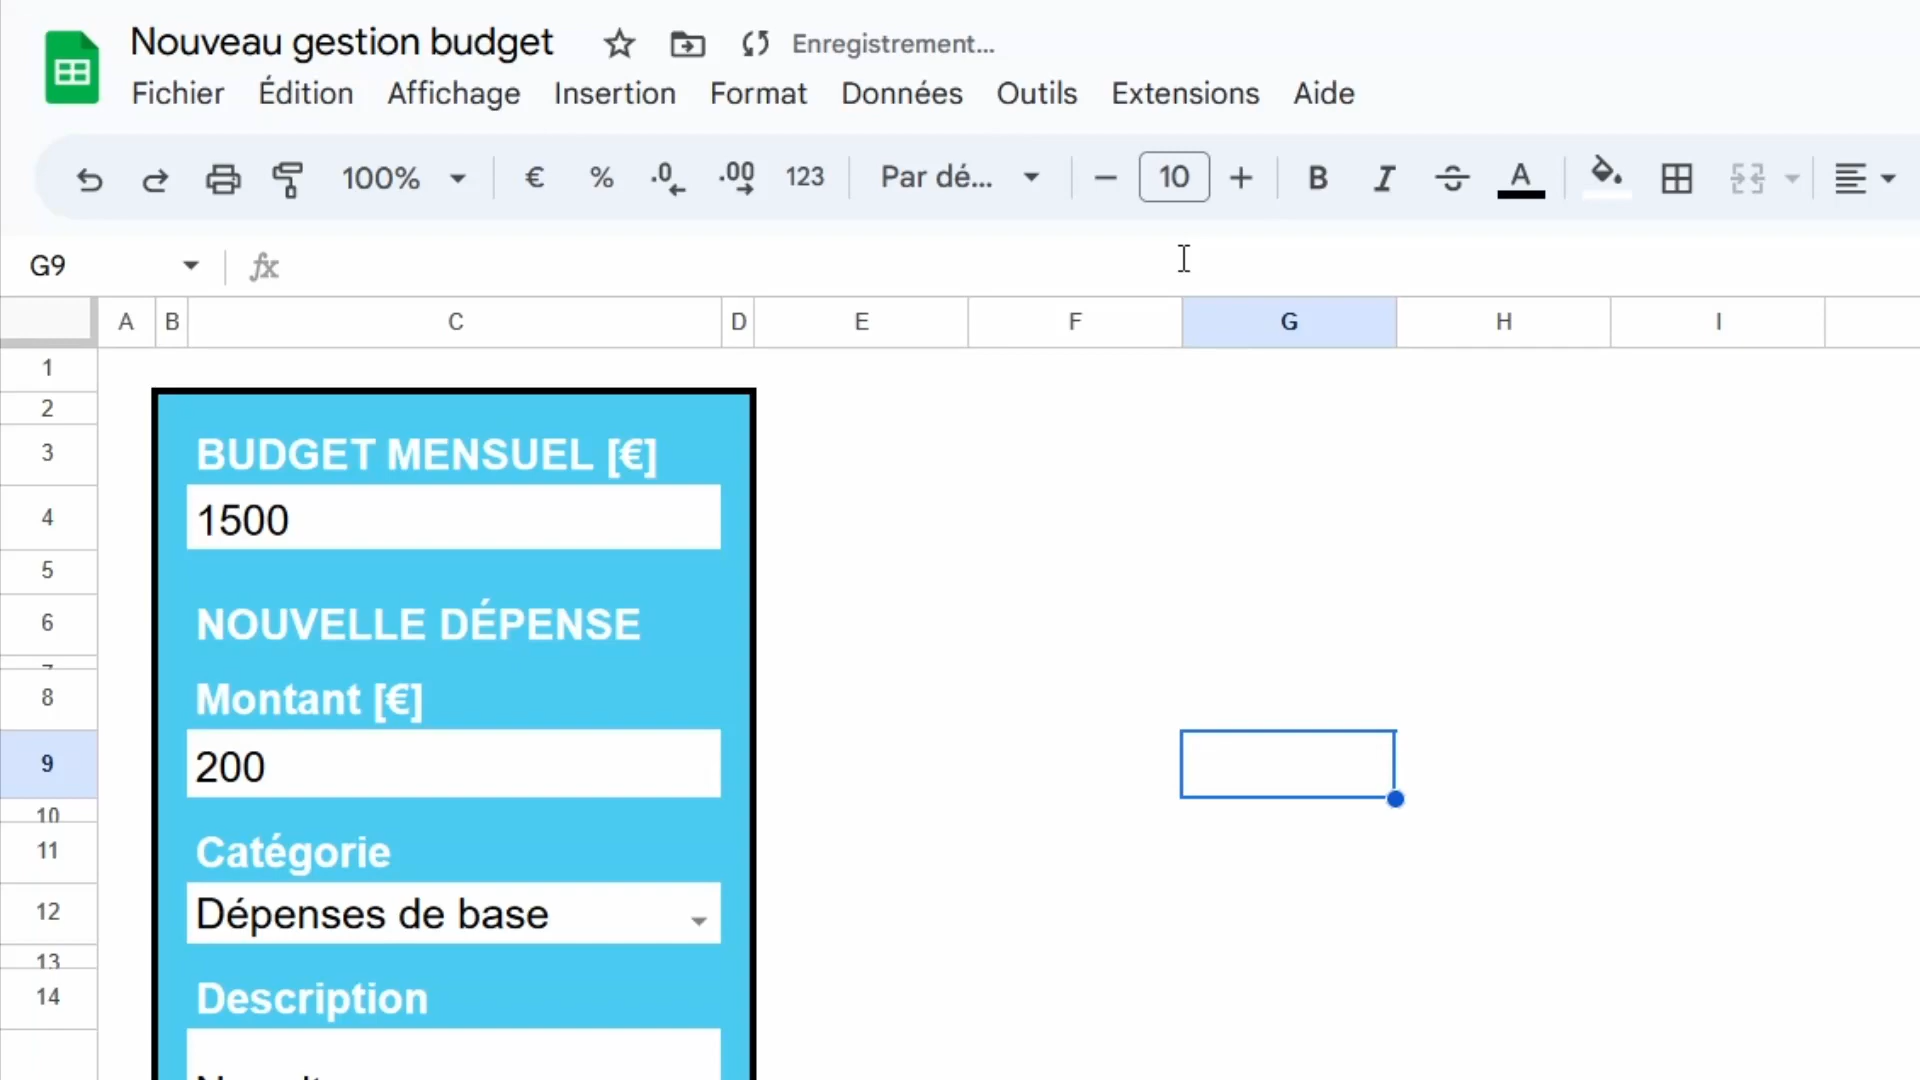 Nouveau gestion budget
Enregistrement...
Fichier Édition Affichage Insertion Format Données Outils Extensions Aide
100% € % .0 .00 123 Par dé... 10 B I A
G9 fx
A B C D E F G H I
1
2
3 BUDGET MENSUEL [€]
4 1500
5
6 NOUVELLE DÉPENSE
8 Montant [€]
9 200
10
11 Catégorie
12 Dépenses de base
13
14 Description